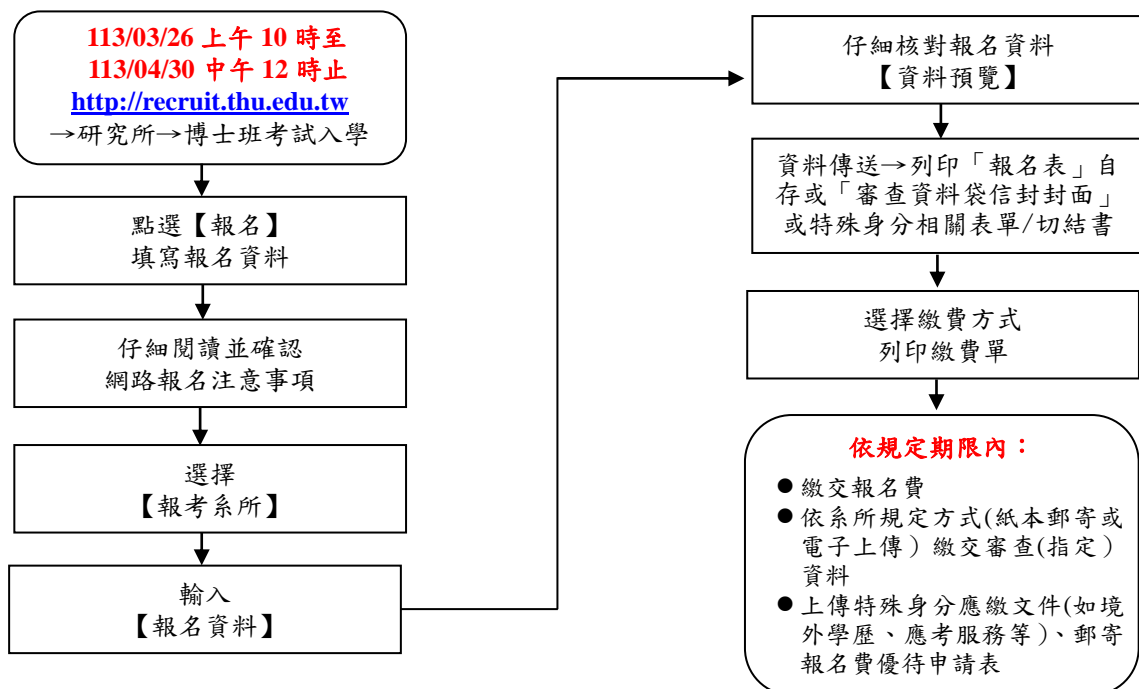 113/03/26 上午 10 時至
113/04/30 中午 12 時止
http://recruit.thu.edu.tw
→研究所→博士班考試入學
點選【報名】
填寫報名資料
仔細閱讀並確認
網路報名注意事項
選擇
【報考系所】
輸入
【報名資料】
仔細核對報名資料
【資料預覽】
資料傳送→列印「報名表」自
存或「審查資料袋信封封面」
或特殊身分相關表單/切結書
選擇繳費方式
列印繳費單
依規定期限內：
●繳交報名費
●依系所規定方式(紙本郵寄或
電子上傳）繳交審查(指定）
資料
●上傳特殊身分應繳文件(如境
外學歷、應考服務等)、郵寄
報名費優待申請表